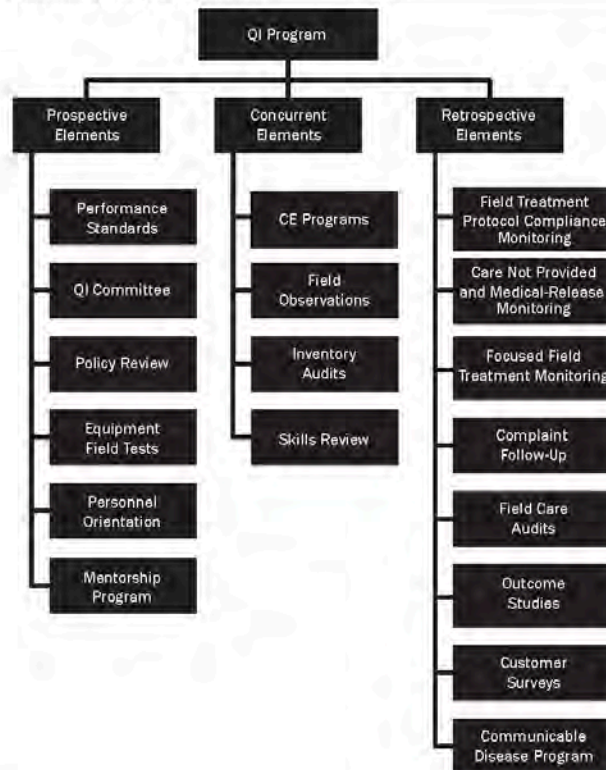 QI Program
Prospective
Elements
Performance
Standards
QI Committee
Policy Review
Equipment
Field Tests
Personnel
Orientation
Mentorship
Program
Concurrent
Elements
CE Programs
Field
Observations
Inventory
Audits
Skills Review
Retrospective
Elements
Field Treatment
Protocol Compliance
Monitoring
Care Not Provided
and Medical-Release
Monitoring
Focused Field
Treatment Monitoring
Complaint
Follow-Up
Field Care
Audits
Outcome
Studies
Customer
Surveys
Communicable
Disease Program